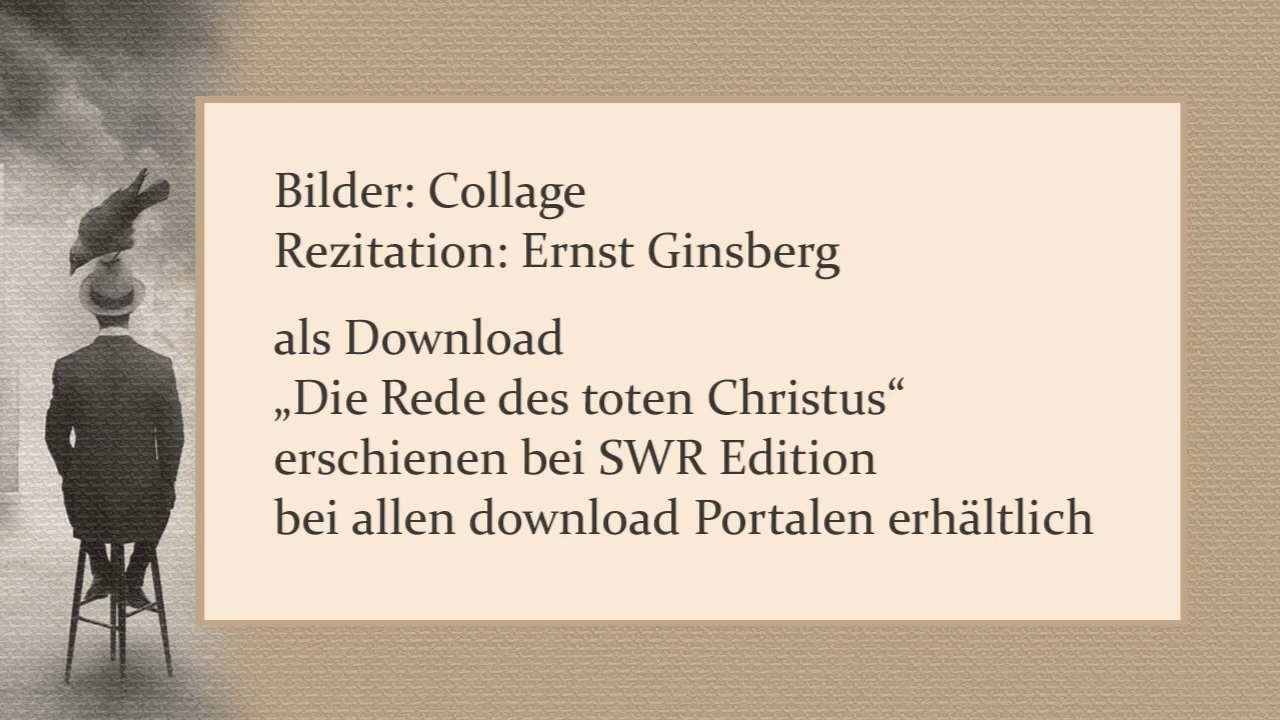 Bilder: Collage
Rezitation: Ernst Ginsberg
als Download
„Die Rede des toten Christus“
erschienen bei SWR Edition
bei allen download Portalen erhältlich